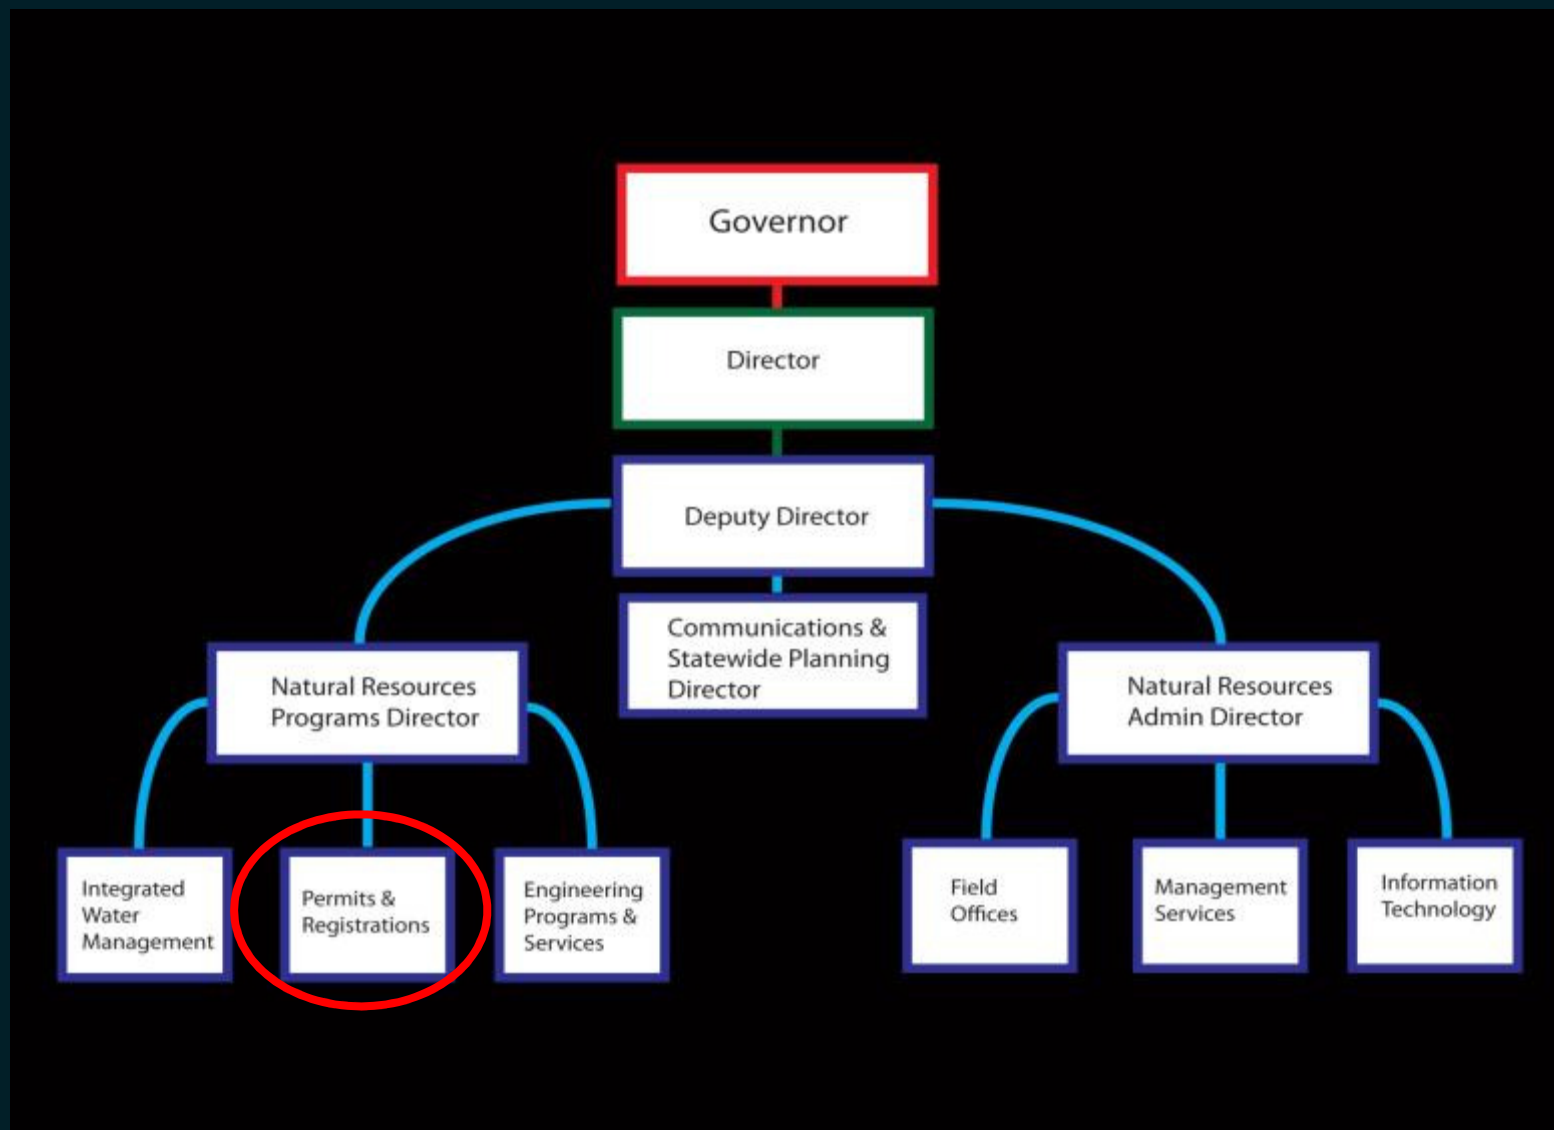 Governor
Director
Deputy Director
Communications &
Statewide Planning
Director
Natural Resources
Programs Director
Natural Resources
Admin Director
Integrated
Water
Management
Permits &
Registrations
Engineering
Programs &
Services
Field
Offices
Management
Services
Information
Technology